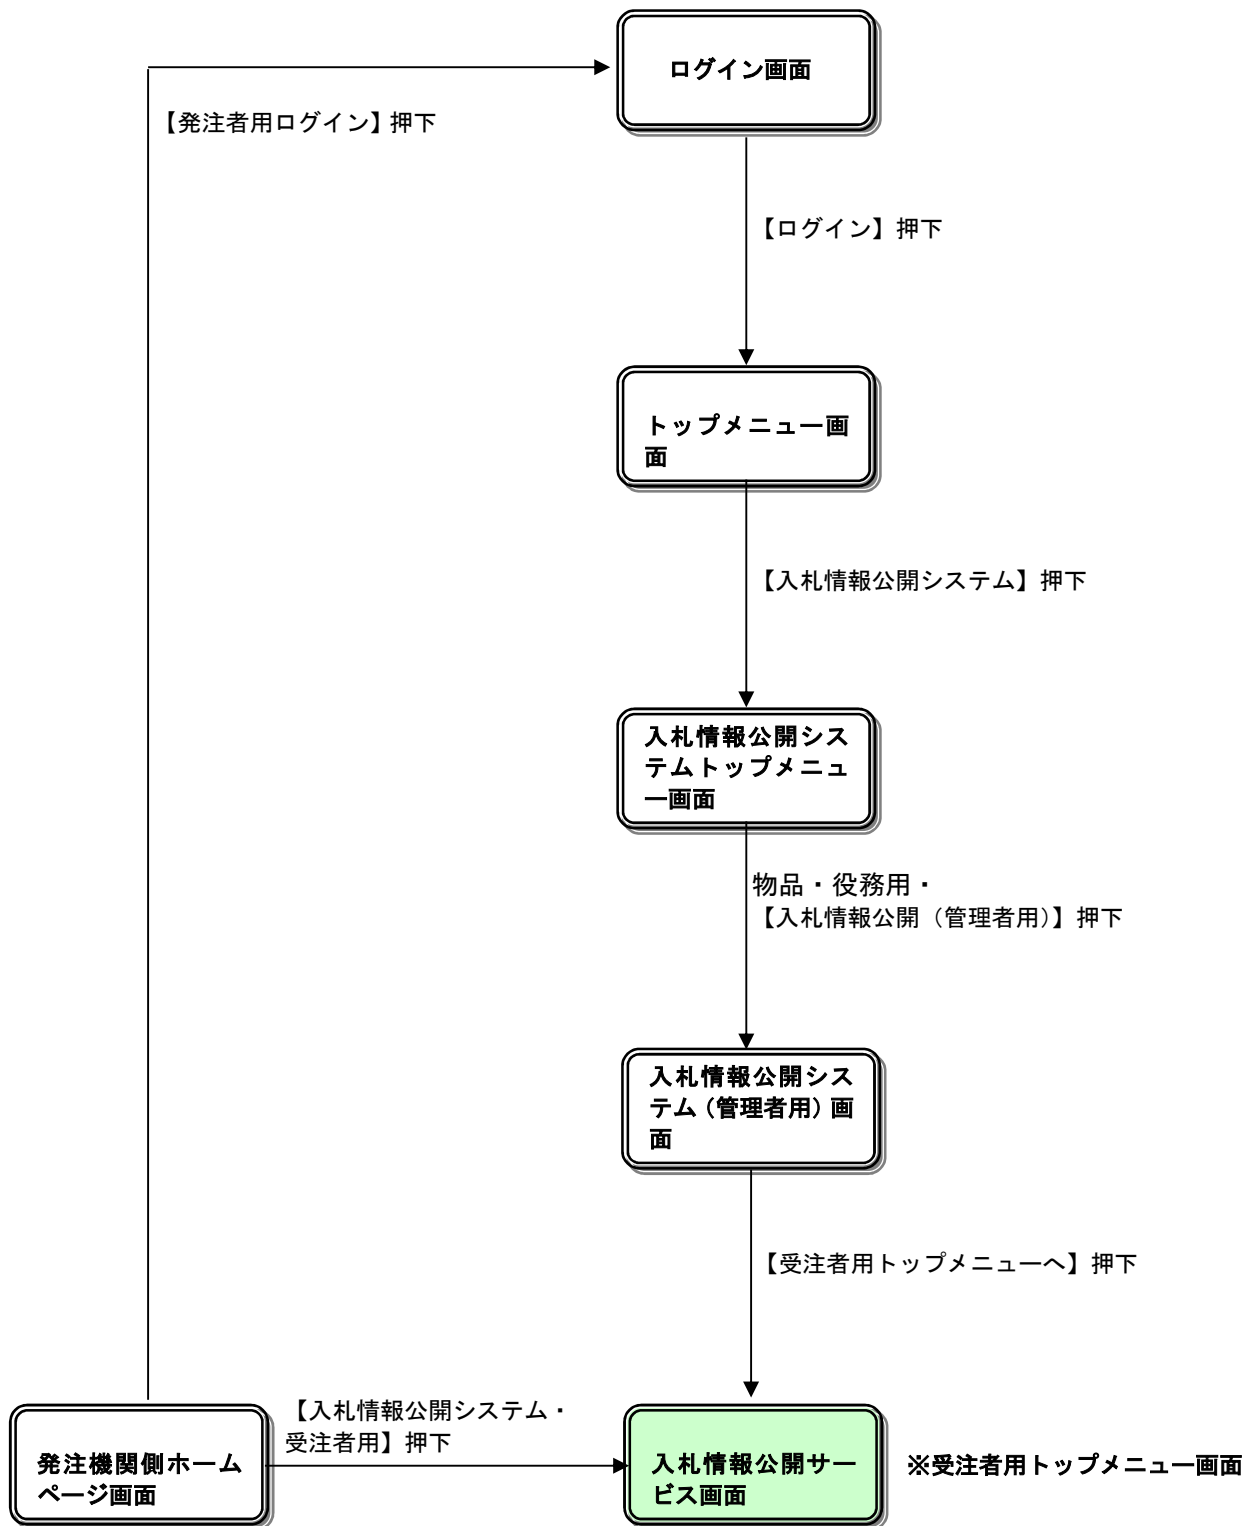 ログイン画面
【発注者用ログイン】押下
【ログイン】押下
トップメニュー画
面
【入札情報公開システム】押下
入札情報公開シス
テムトップメニュ
ー画面
物品・役務用・
【入札情報公開（管理者用）】押下
入札情報公開シス
テム（管理者用）画
面
【受注者用トップメニューへ】押下
【入札情報公開システム・
受注者用】押下
発注機関側ホーム
ページ画面
入札情報公開サー
ビス画面
※受注者用トップメニュー画面